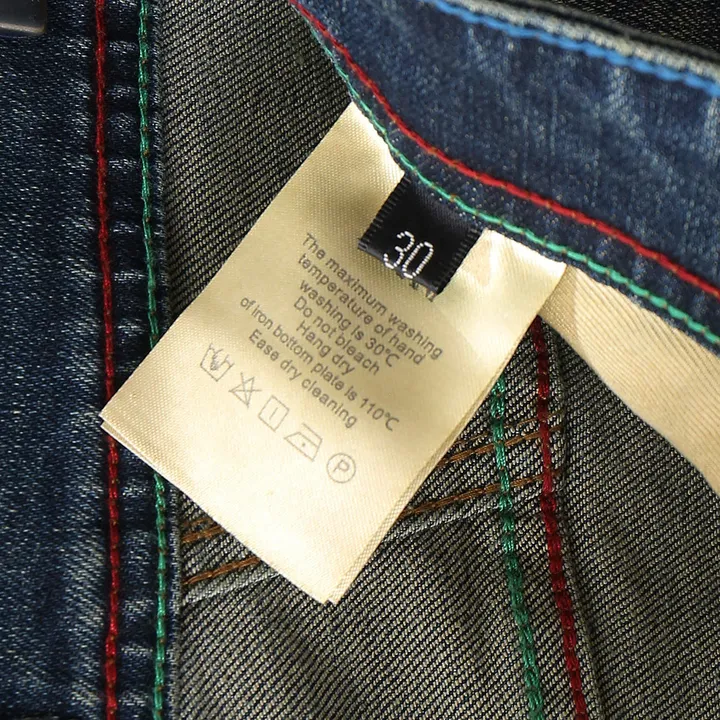 30
The maximum washing
temperature of hand
washing is 30℃
Do not bleach
Hang dry
of iron bottom plate is 110℃
Ease dry cleaning
P